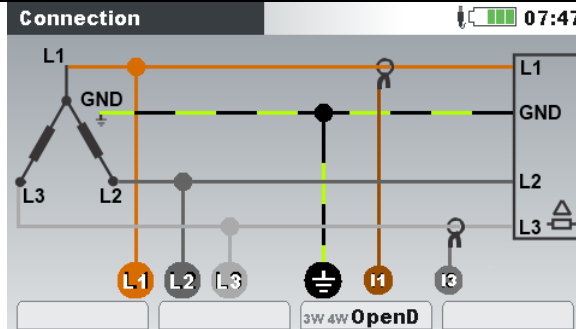 Connection 07:47
L1
L1
GND
GND
L2
L3
L2
L3
L1 L2 L3 I1 I3
3W 4W OpenD